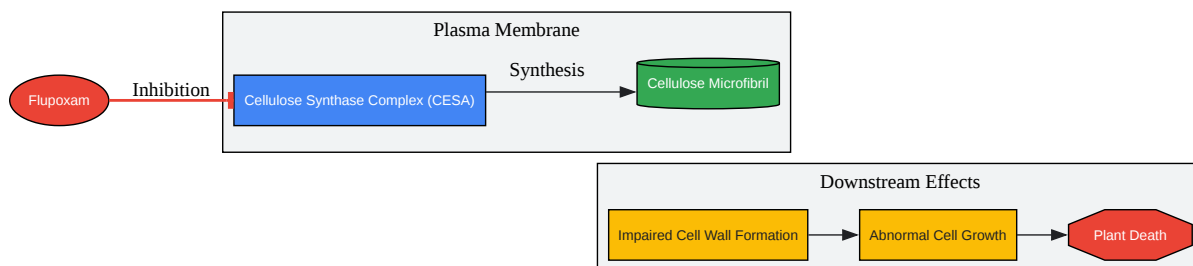 Plasma Membrane
Flupoxam
Inhibition
Cellulose Synthase Complex (CESA)
Synthesis
Cellulose Microfibril
Downstream Effects
Impaired Cell Wall Formation
Abnormal Cell Growth
Plant Death